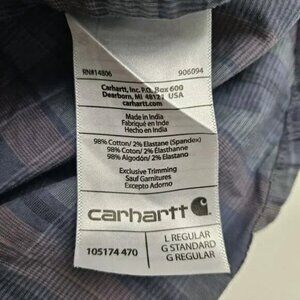 RN#14806 906094
Carhartt, Inc. P.O. Box 600
Dearborn, MI 48121 USA
carhartt.com
Made in India
Fabriqué en Inde
Hecho en India
98% Cotton/ 2% Elastane (Spandex)
98% Coton/ 2% Élasthanne
98% Algodón/ 2% Elastano
Exclusive Trimming
Sauf Garnitures
Excepto Adorno
carhartt
105174 470
L REGULAR
G STANDARD
G REGULAR